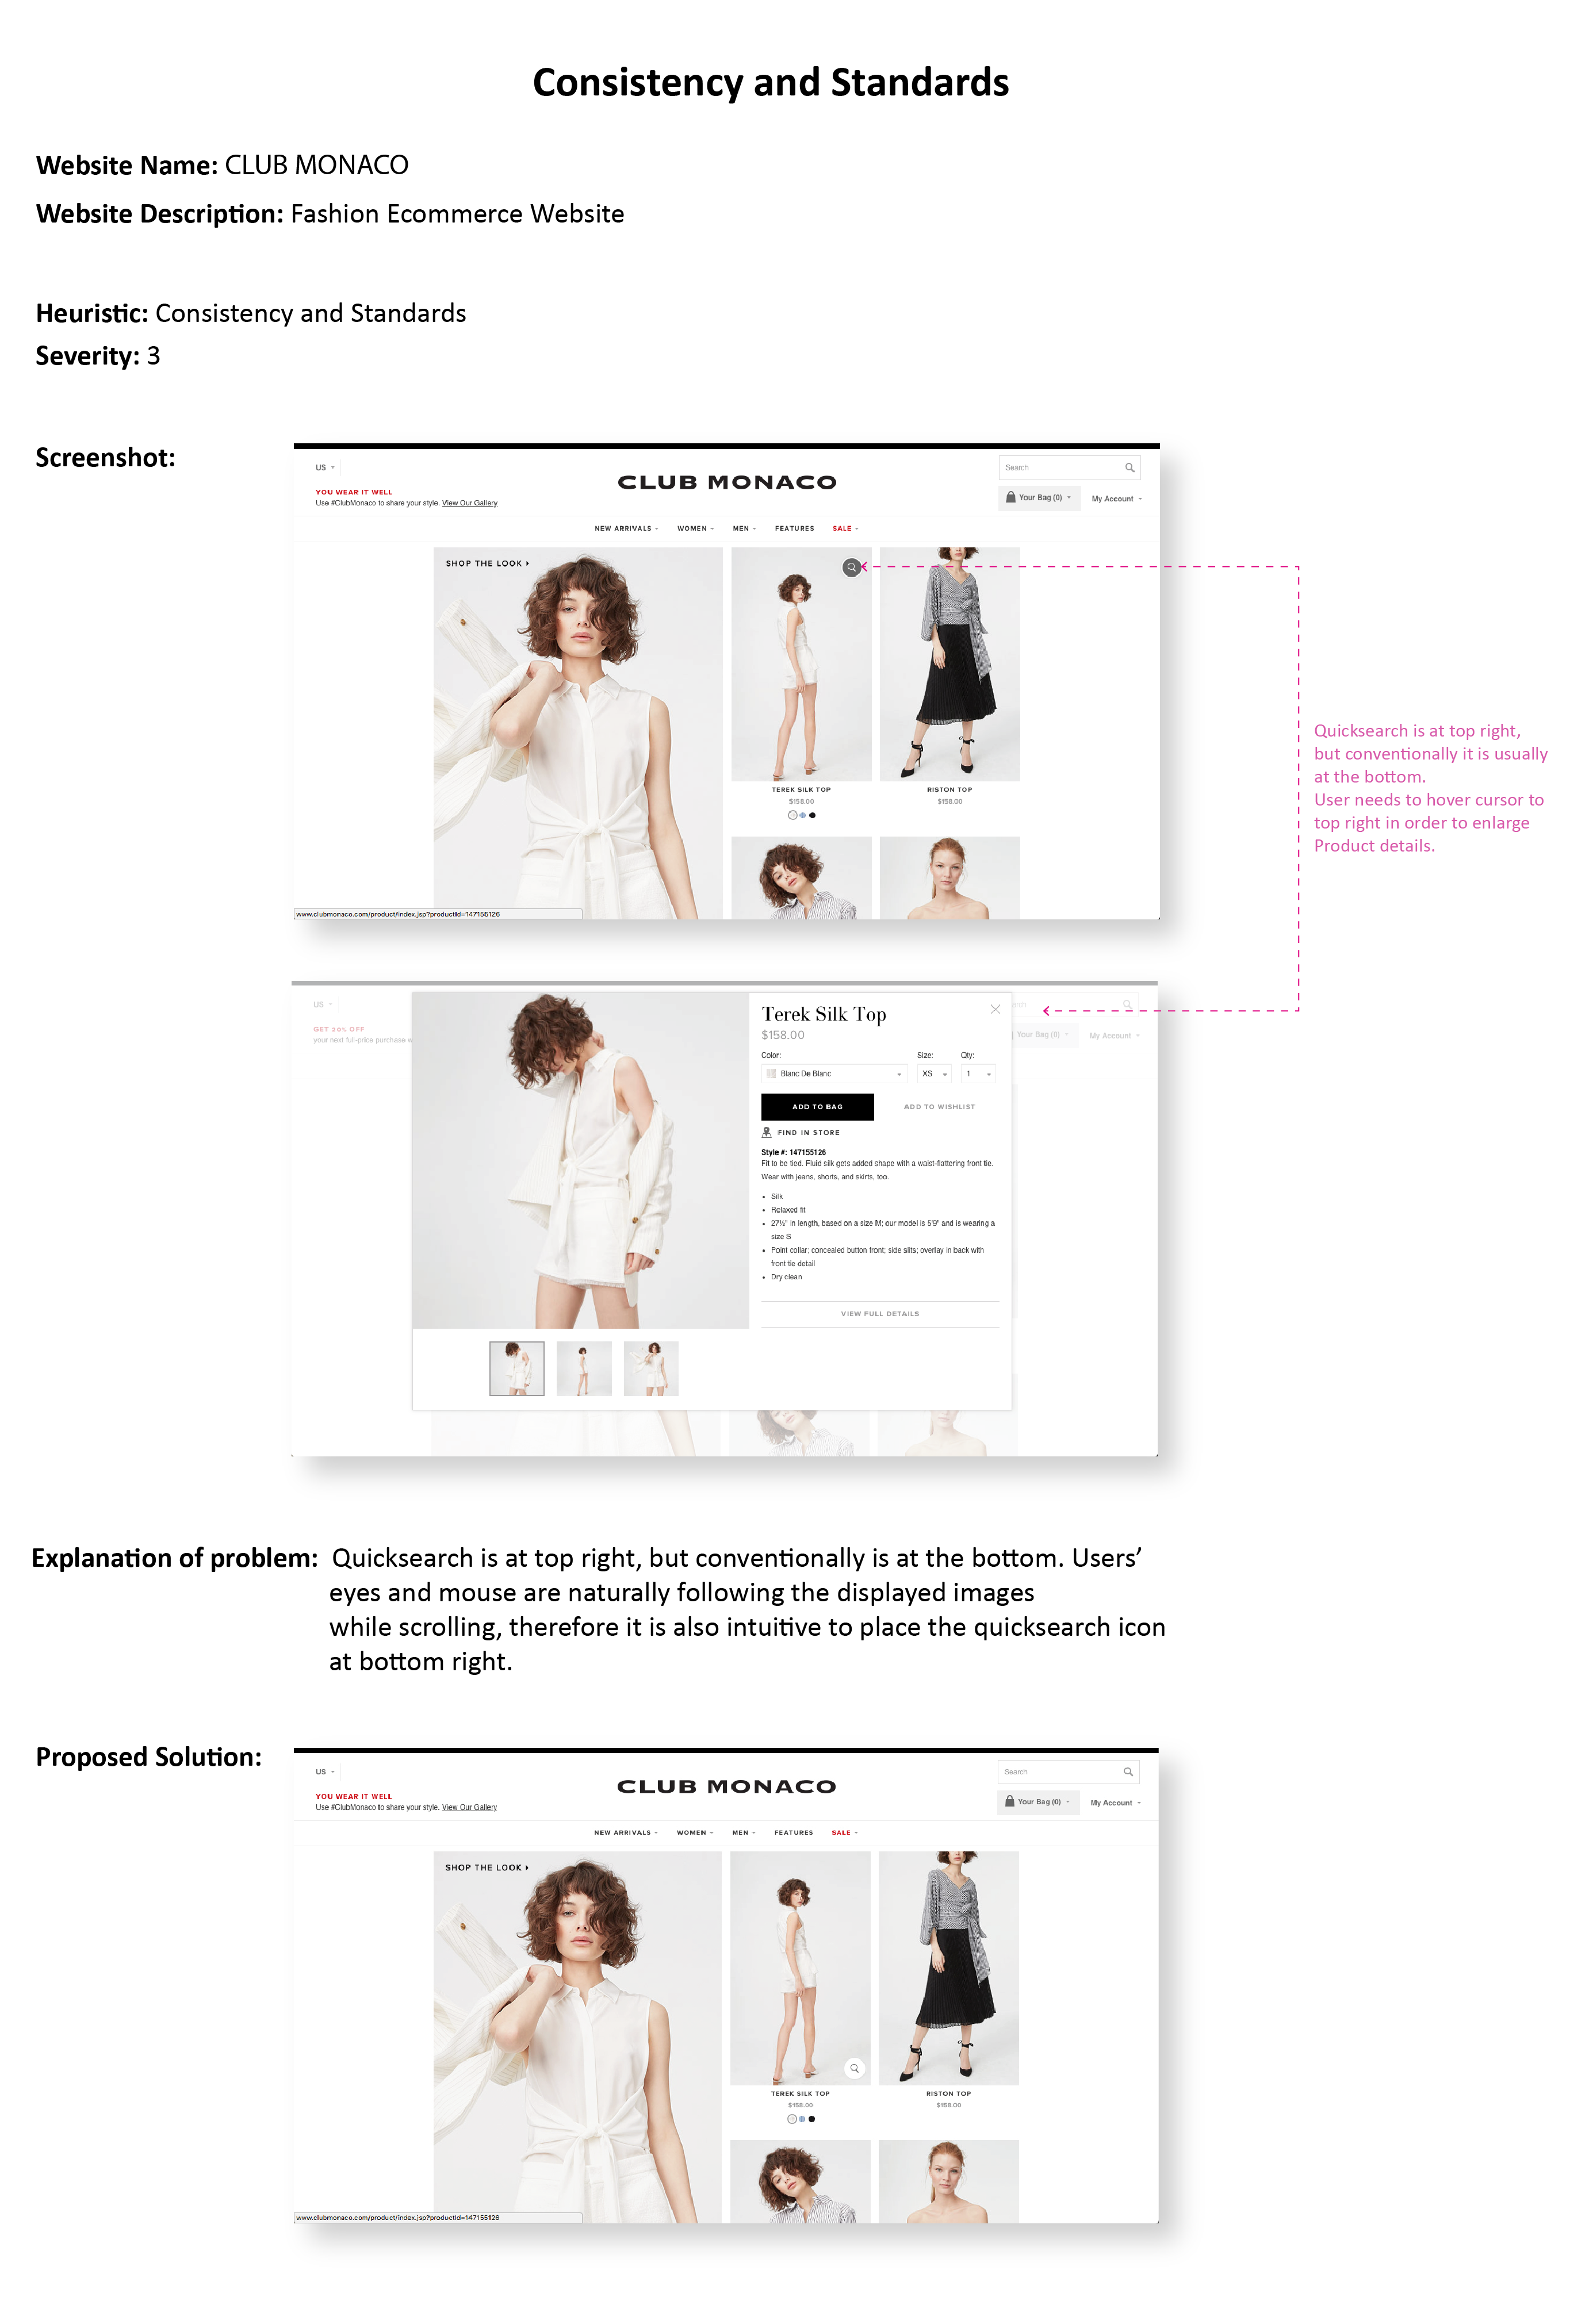 Consistency and Standards
Website Name: CLUB MONACO
Website Description: Fashion Ecommerce Website
Heuristic: Consistency and Standards
Severity: 3
Screenshot:
US
YOU WEAR IT WELL
Use #ClubMonaco to share your style. View Our Gallery
CLUB MONACO
Search
Your Bag (0)
My Account
NEW ARRIVALS WOMEN MEN FEATURES SALE
SHOP THE LOOK
TEREK SILK TOP
$158.00
RISTON TOP
$158.00
www.clubmonaco.com/product/index.jsp?productId=147155126
Quicksearch is at top right,
but conventionally it is usually
at the bottom.
User needs to hover cursor to
top right in order to enlarge
Product details.
US
GET 20% OFF
your next full-price purchase w
Your Bag (0)
My Account
Terek Silk Top
$158.00
Color: Size: Qty:
Blanc De Blanc XS 1
ADD TO BAG ADD TO WISHLIST
FIND IN STORE
Style #: 147155126
Fit to be tied. Fluid silk gets added shape with a waist-flattering front tie.
Wear with jeans, shorts, and skirts, too.
• Silk
• Relaxed fit
• 27½" in length, based on a size M; our model is 5'9" and is wearing a
size S
• Point collar; concealed button front; side slits; overlay in back with
front tie detail
• Dry clean
VIEW FULL DETAILS
Explanation of problem: Quicksearch is at top right, but conventionally is at the bottom. Users’
eyes and mouse are naturally following the displayed images
while scrolling, therefore it is also intuitive to place the quicksearch icon
at bottom right.
Proposed Solution:
US
YOU WEAR IT WELL
Use #ClubMonaco to share your style. View Our Gallery
CLUB MONACO
Search
Your Bag (0)
My Account
NEW ARRIVALS WOMEN MEN FEATURES SALE
SHOP THE LOOK
TEREK SILK TOP
$158.00
RISTON TOP
$158.00
www.clubmonaco.com/product/index.jsp?productId=147155126